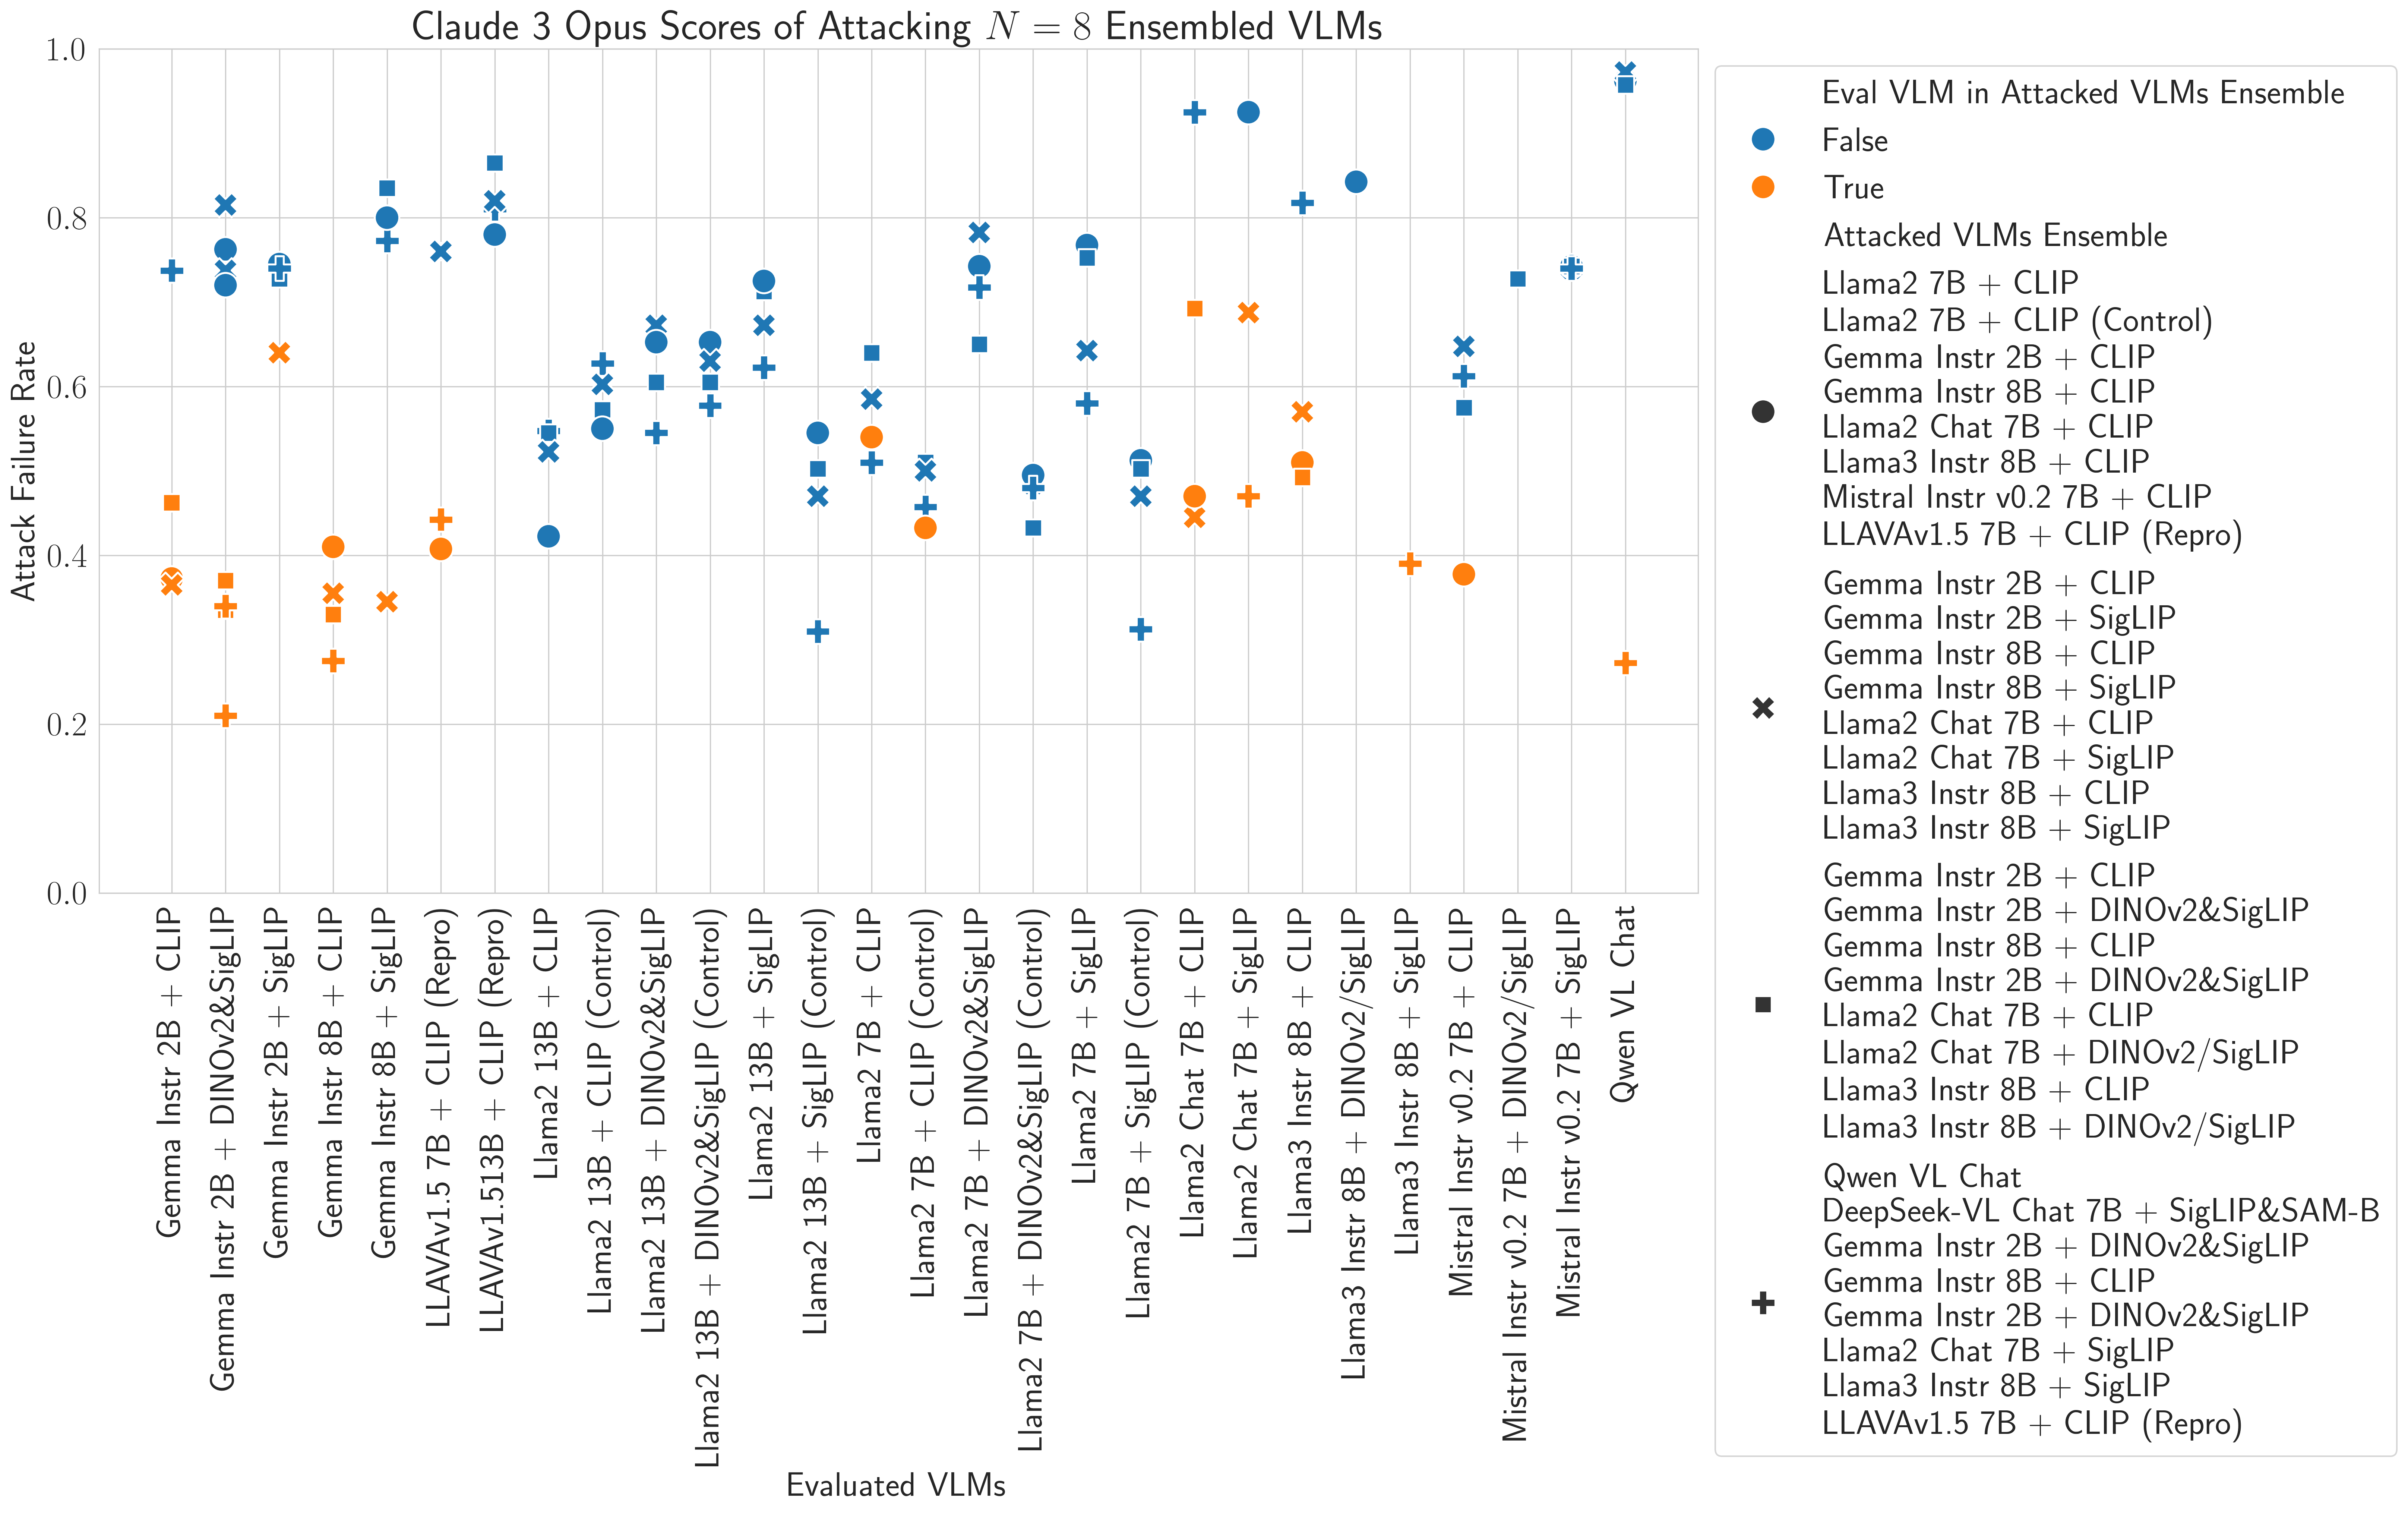 Claude 3 Opus Scores of Attacking N = 8 Ensembled VLMs
Attack Failure Rate
1.0
0.8
0.6
0.4
0.2
0.0
Gemma Instr 2B + CLIP
Gemma Instr 2B + DINOv2&SigLIP
Gemma Instr 2B + SigLIP
Gemma Instr 8B + CLIP
Gemma Instr 8B + SigLIP
LLAVAv1.5 7B + CLIP (Repro)
LLAVAv1.513B + CLIP (Repro)
Llama2 13B + CLIP
Llama2 13B + CLIP (Control)
Llama2 13B + DINOv2&SigLIP
Llama2 13B + DINOv2&SigLIP (Control)
Llama2 13B + SigLIP
Llama2 13B + SigLIP (Control)
Llama2 7B + CLIP
Llama2 7B + CLIP (Control)
Llama2 7B + DINOv2&SigLIP
Llama2 7B + DINOv2&SigLIP (Control)
Llama2 7B + SigLIP
Llama2 7B + SigLIP (Control)
Llama2 Chat 7B + CLIP
Llama2 Chat 7B + SigLIP
Llama3 Instr 8B + CLIP
Llama3 Instr 8B + DINOv2/SigLIP
Llama3 Instr 8B + SigLIP
Mistral Instr v0.2 7B + CLIP
Mistral Instr v0.2 7B + DINOv2/SigLIP
Mistral Instr v0.2 7B + SigLIP
Qwen VL Chat
Evaluated VLMs
Eval VLM in Attacked VLMs Ensemble
False
True
Attacked VLMs Ensemble
Llama2 7B + CLIP
Llama2 7B + CLIP (Control)
Gemma Instr 2B + CLIP
Gemma Instr 8B + CLIP
Llama2 Chat 7B + CLIP
Llama3 Instr 8B + CLIP
Mistral Instr v0.2 7B + CLIP
LLAVAv1.5 7B + CLIP (Repro)
Gemma Instr 2B + CLIP
Gemma Instr 2B + SigLIP
Gemma Instr 8B + CLIP
Gemma Instr 8B + SigLIP
Llama2 Chat 7B + CLIP
Llama2 Chat 7B + SigLIP
Llama3 Instr 8B + CLIP
Llama3 Instr 8B + SigLIP
Gemma Instr 2B + CLIP
Gemma Instr 2B + DINOv2&SigLIP
Gemma Instr 8B + CLIP
Gemma Instr 2B + DINOv2&SigLIP
Llama2 Chat 7B + CLIP
Llama2 Chat 7B + DINOv2/SigLIP
Llama3 Instr 8B + CLIP
Llama3 Instr 8B + DINOv2/SigLIP
Qwen VL Chat
DeepSeek-VL Chat 7B + SigLIP&SAM-B
Gemma Instr 2B + DINOv2&SigLIP
Gemma Instr 8B + CLIP
Gemma Instr 2B + DINOv2&SigLIP
Llama2 Chat 7B + SigLIP
Llama3 Instr 8B + SigLIP
LLAVAv1.5 7B + CLIP (Repro)